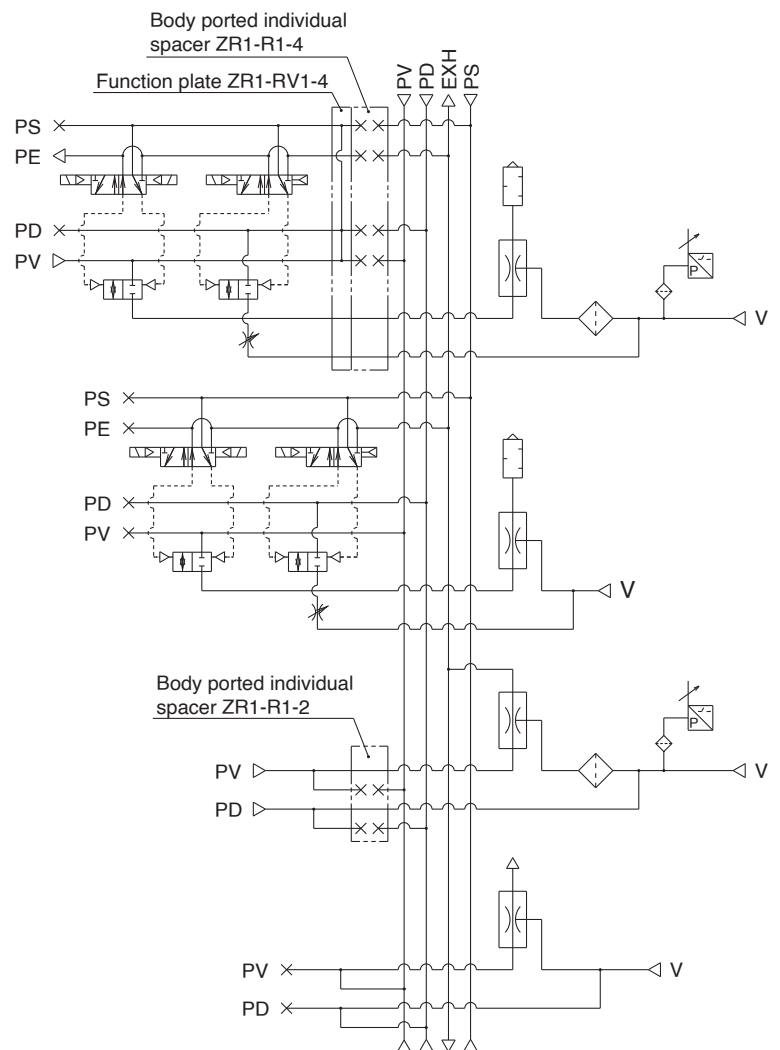 Body ported individual
spacer ZR1-R1-4
Function plate ZR1-RV1-4
PV
PD
EXH
PS
PS
PE
PD
PV
P
V
PS
PE
PD
PV
V
Body ported individual
spacer ZR1-R1-2
P
PV
V
PD
PV
V
PD